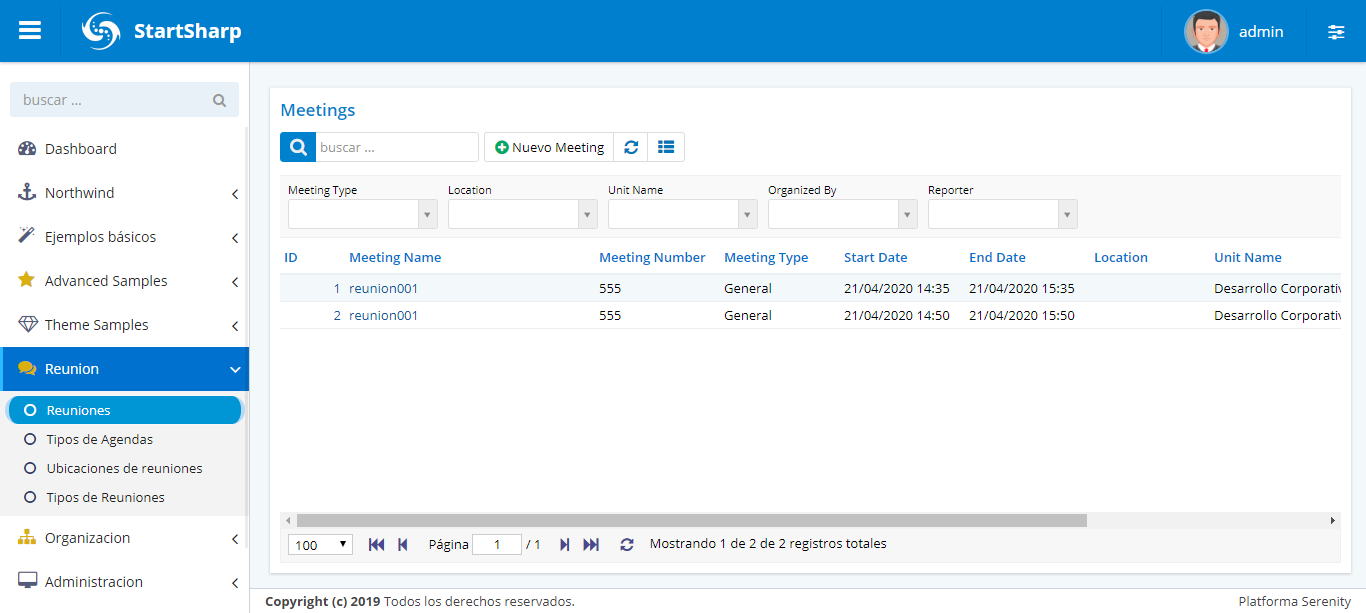 StartSharp
admin
buscar ...
Dashboard
Northwind
Ejemplos básicos
Advanced Samples
Theme Samples
Reunion
Reuniones
Tipos de Agendas
Ubicaciones de reuniones
Tipos de Reuniones
Organizacion
Administracion
Meetings
buscar ...
Nuevo Meeting
Meeting Type Location Unit Name Organized By Reporter
ID Meeting Name Meeting Number Meeting Type Start Date End Date Location Unit Name
1 reunion001 555 General 21/04/2020 14:35 21/04/2020 15:35 Desarrollo Corporativ
2 reunion001 555 General 21/04/2020 14:50 21/04/2020 15:50 Desarrollo Corporativ
100 Página 1 / 1 Mostrando 1 de 2 de 2 registros totales
Copyright (c) 2019 Todos los derechos reservados. Platforma Serenity